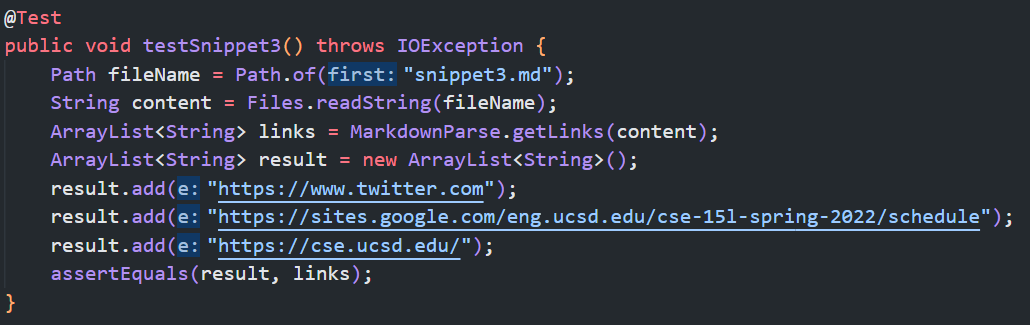 @Test
public void testSnippet3() throws IOException {
    Path fileName = Path.of(first: "snippet3.md");
    String content = Files.readString(fileName);
    ArrayList<String> links = MarkdownParse.getLinks(content);
    ArrayList<String> result = new ArrayList<String>();
    result.add(e: "https://www.twitter.com");
    result.add(e: "https://sites.google.com/eng.ucsd.edu/cse-15l-spring-2022/schedule");
    result.add(e: "https://cse.ucsd.edu/");
    assertEquals(result, links);
}